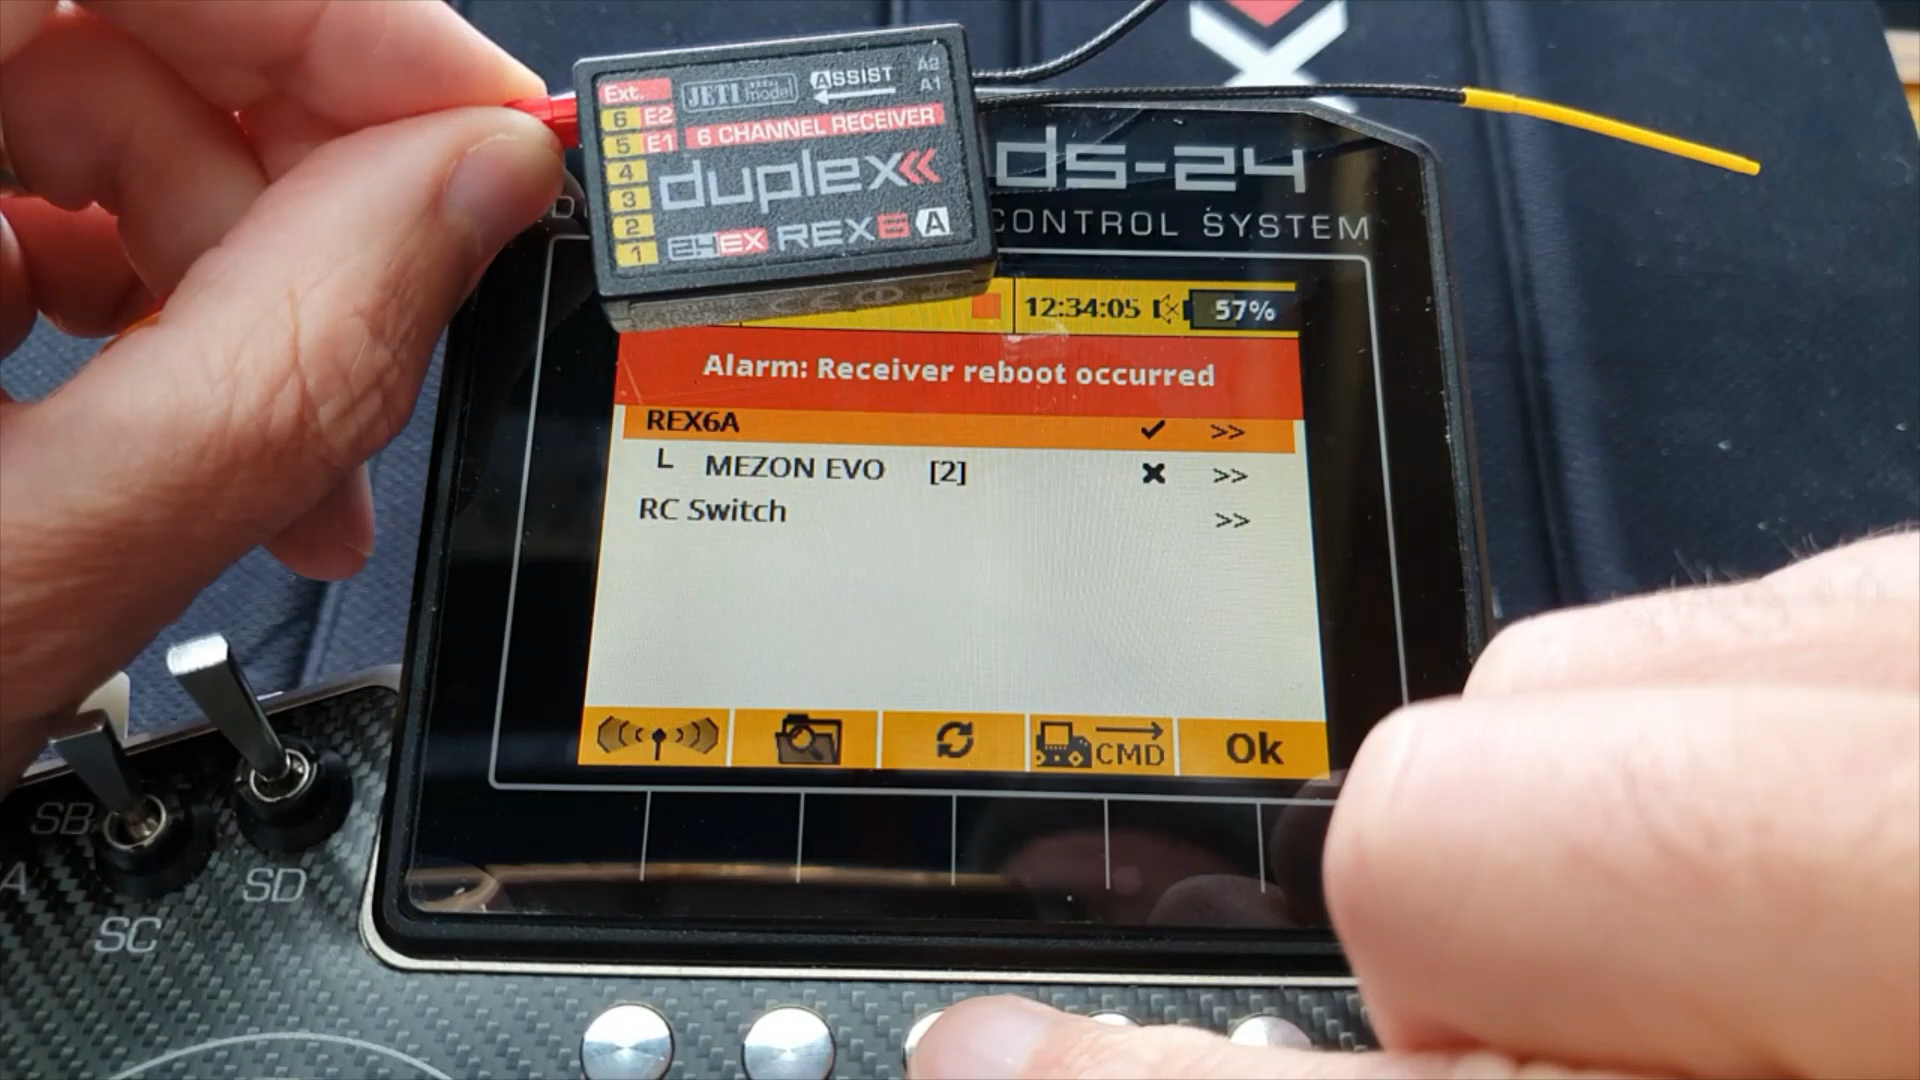 Ext.
JETI model
ASSIST
A2
A1
6 E2
5 E1
6 CHANNEL RECEIVER
4
3
2
1
duplex
2.4EX REX6 A
ds-24
CONTROL SYSTEM
12:34:05
57%
Alarm: Receiver reboot occurred
REX6A >>
L MEZON EVO [2] >>
RC Switch >>
CMD
Ok
SB
SD
A
SC